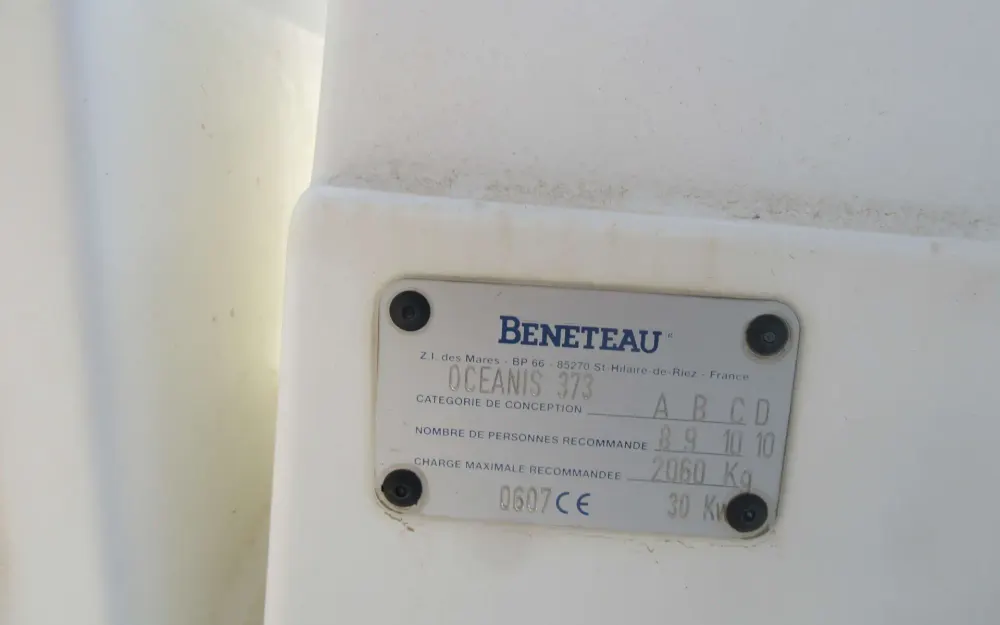 BENETEAU
Z.I. des Mares - BP 66 - 85270 St-Hilaire-de-Riez - France
OCEANIS 373
CATEGORIE DE CONCEPTION A B C D
NOMBRE DE PERSONNES RECOMMANDE 8 9 10 10
CHARGE MAXIMALE RECOMMANDEE 2060 Kg
0607 CE 30 Kw